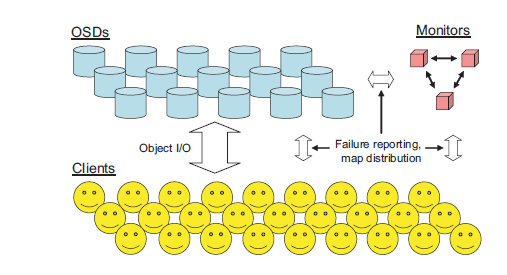 OSDs
Monitors
Object I/O
Failure reporting,
map distribution
Clients